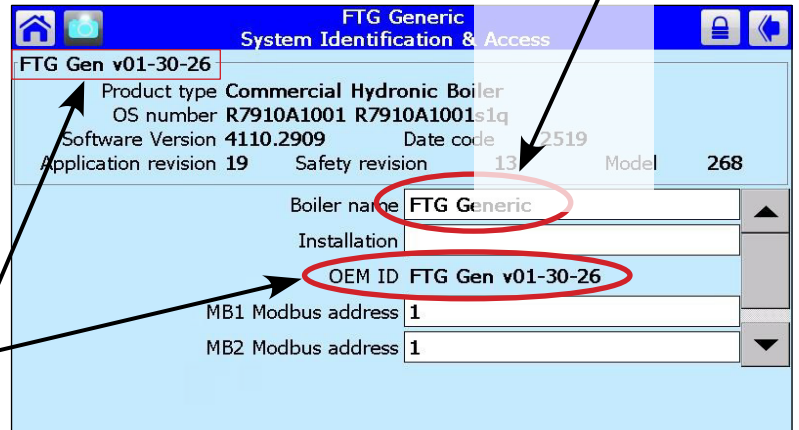 FTG Generic
System Identification & Access
FTG Gen v01-30-26
Product type Commercial Hydronic Boiler
OS number R7910A1001 R7910A1001s1q
Software Version 4110.2909 Date code 2519
Application revision 19 Safety revision 13 Model 268
Boiler name FTG Generic
Installation
OEM ID FTG Gen v01-30-26
MB1 Modbus address 1
MB2 Modbus address 1